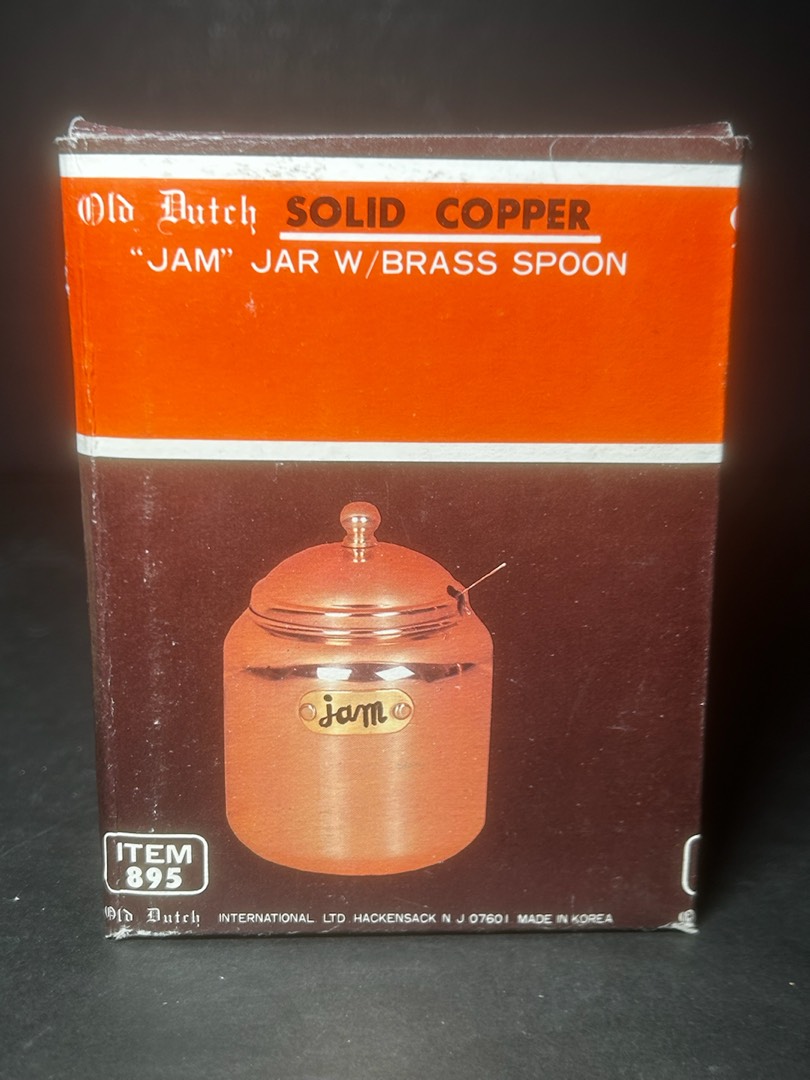 Old Dutch SOLID COPPER
"JAM" JAR W/BRASS SPOON
jam
ITEM
895
Old Dutch INTERNATIONAL LTD. HACKENSACK N J 07601 MADE IN KOREA